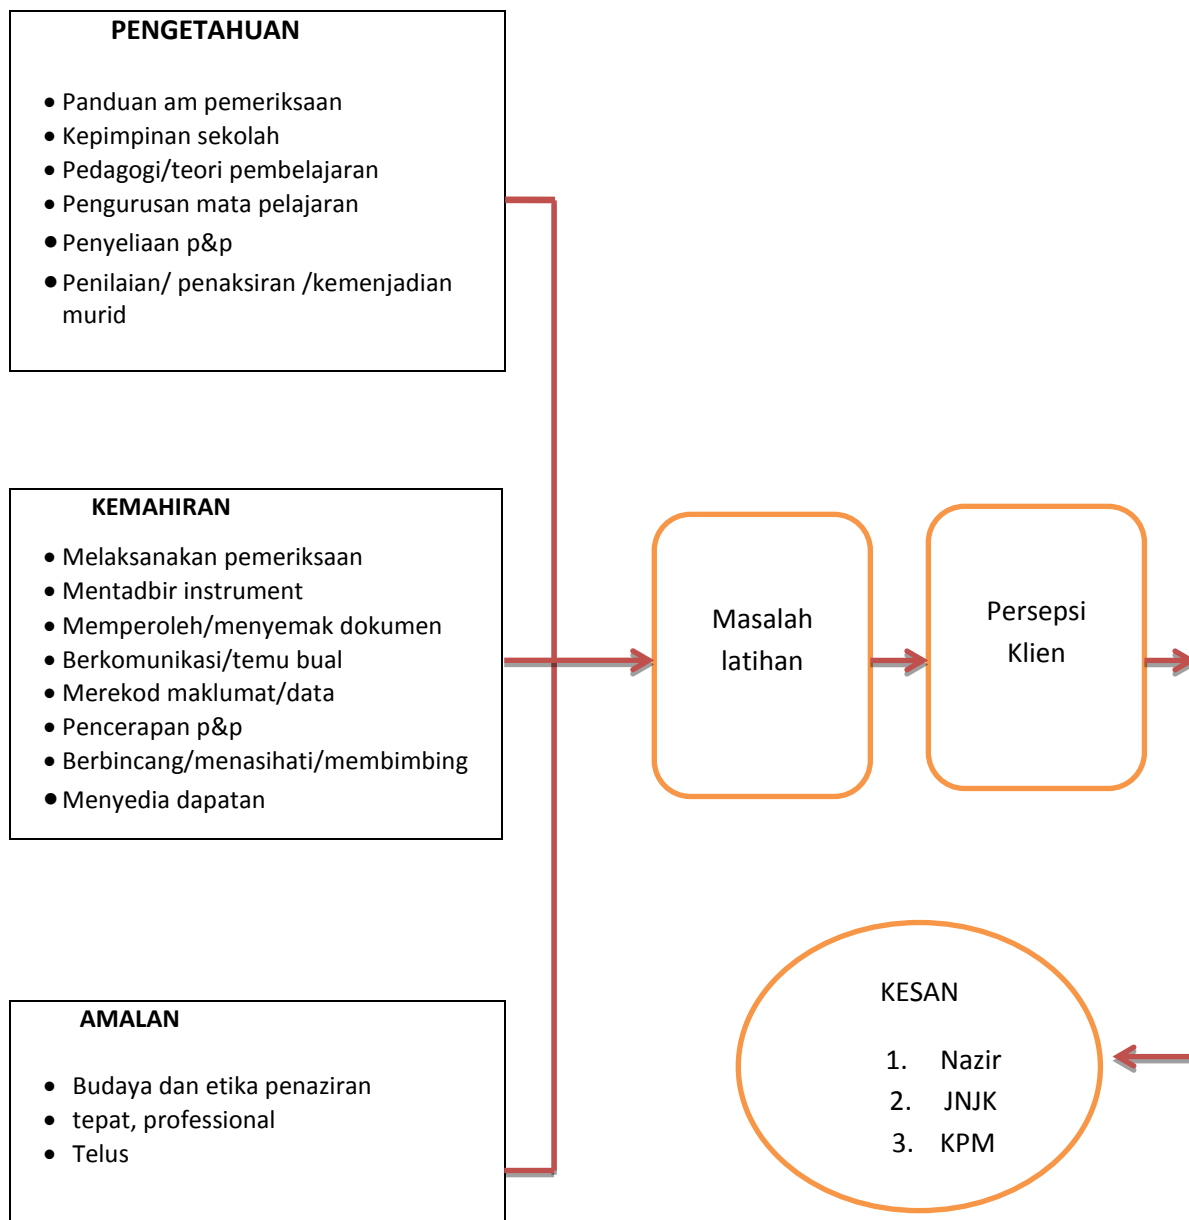 PENGETAHUAN
• Panduan am pemeriksaan
• Kepimpinan sekolah
• Pedagogi/teori pembelajaran
• Pengurusan mata pelajaran
• Penyeliaan p&p
• Penilaian/ penaksiran /kemenjadian
murid
KEMAHIRAN
• Melaksanakan pemeriksaan
• Mentadbir instrument
• Memperoleh/menyemak dokumen
• Berkomunikasi/temu bual
• Merekod maklumat/data
• Pencerapan p&p
• Berbincang/menasihati/membimbing
• Menyedia dapatan
Masalah
latihan
Persepsi
Klien
AMALAN
• Budaya dan etika penaziran
• tepat, professional
• Telus
KESAN
1. Nazir
2. JNJK
3. KPM